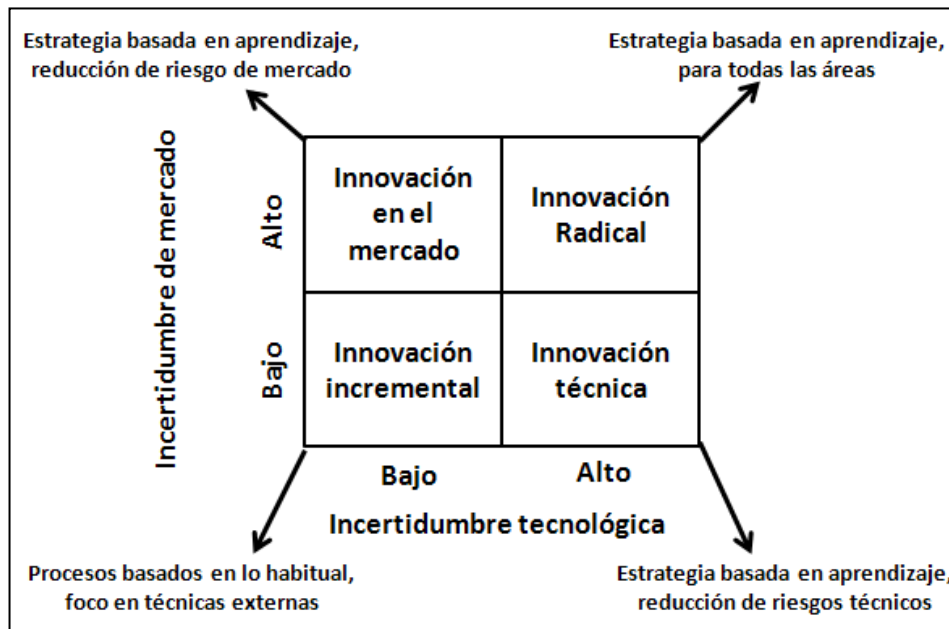 Estrategia basada en aprendizaje,
reducción de riesgo de mercado
Estrategia basada en aprendizaje,
para todas las áreas
Incertidumbre de mercado
Alto
Bajo
Innovación
en el
mercado
Innovación
Radical
Innovación
incremental
Innovación
técnica
Bajo
Alto
Incertidumbre tecnológica
Procesos basados en lo habitual,
foco en técnicas externas
Estrategia basada en aprendizaje,
reducción de riesgos técnicos